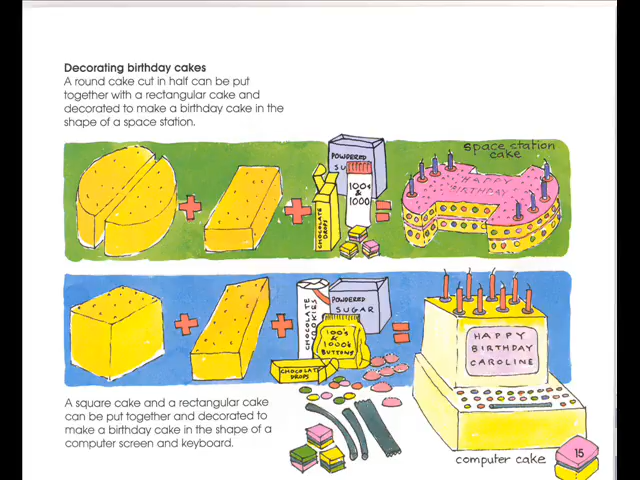 Decorating birthday cakes
A round cake cut in half can be put
together with a rectangular cake and
decorated to make a birthday cake in the
shape of a space station.
space station
cake
POWDERED
SU
100s
&
1000
CHOCOLATE
DROPS
HAPPY
BIRTHDAY
CHOCOLATE
COOKIES
POWDERED
SUGAR
100's
&
1000's
BUTTONS
CHOCOLAT
DROPS
HAPPY
BIRTHDAY
CAROLINE
A square cake and a rectangular cake
can be put together and decorated to
make a birthday cake in the shape of a
computer screen and keyboard.
computer cake
15